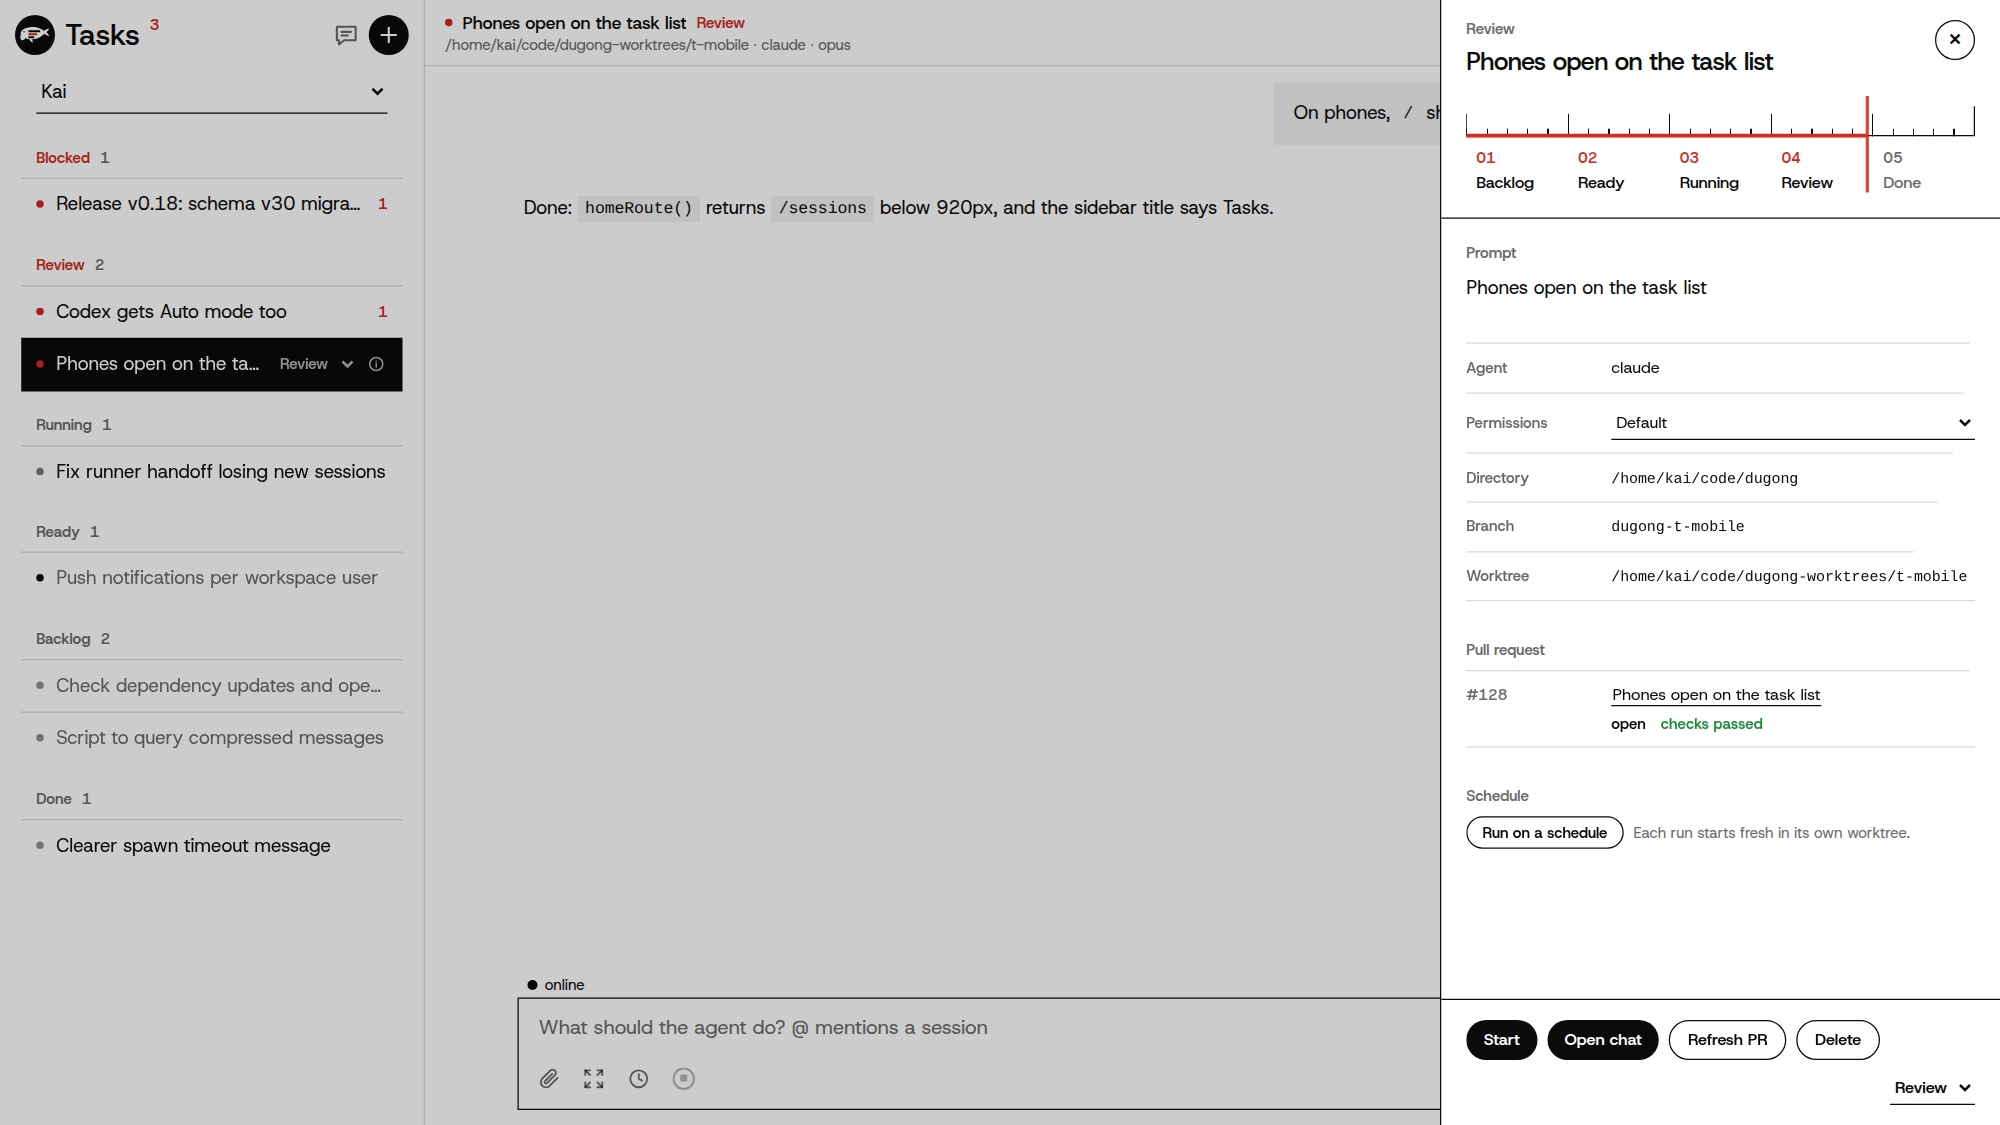 Tasks 3
Kai
Blocked 1
Release v0.18: schema v30 migra... 1
Review 2
Codex gets Auto mode too 1
Phones open on the ta... Review
Running 1
Fix runner handoff losing new sessions
Ready 1
Push notifications per workspace user
Backlog 2
Check dependency updates and ope...
Script to query compressed messages
Done 1
Clearer spawn timeout message
Phones open on the task list Review
/home/kai/code/dugong-worktrees/t-mobile · claude · opus
On phones, / sh
Done: homeRoute() returns /sessions below 920px, and the sidebar title says Tasks.
online
What should the agent do? @ mentions a session
Review
Phones open on the task list
01 02 03 04 05
Backlog Ready Running Review Done
Prompt
Phones open on the task list
Agent claude
Permissions Default
Directory /home/kai/code/dugong
Branch dugong-t-mobile
Worktree /home/kai/code/dugong-worktrees/t-mobile
Pull request
#128 Phones open on the task list
open checks passed
Schedule
Run on a schedule Each run starts fresh in its own worktree.
Start Open chat Refresh PR Delete
Review